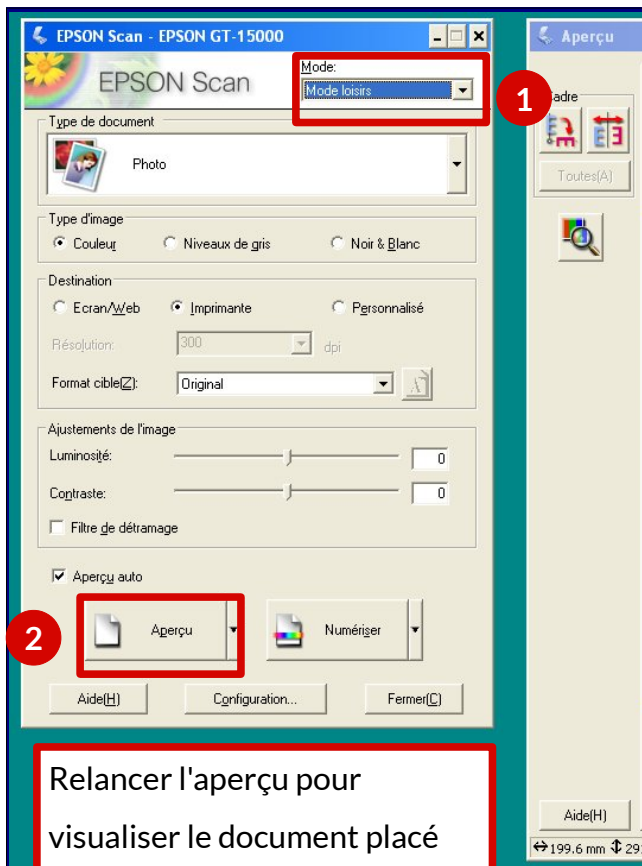 EPSON Scan - EPSON GT-15000
EPSON Scan
Mode:
Mode loisirs
1
Type de document
Photo
Type d'image
Couleur
Niveaux de gris
Noir & Blanc
Destination
Ecran/Web
Imprimante
Personnalisé
Résolution:
300
dpi
Format cible(Z):
Original
Ajustements de l'image
Luminosité:
0
Contraste:
0
Filtre de détramage
Aperçu auto
2
Aperçu
Numériser
Aide(H)
Configuration...
Fermer(C)
Relancer l'aperçu pour
visualiser le document placé
Aperçu
Cadre
Toutes(A)
Aide(H)
199.6 mm
29